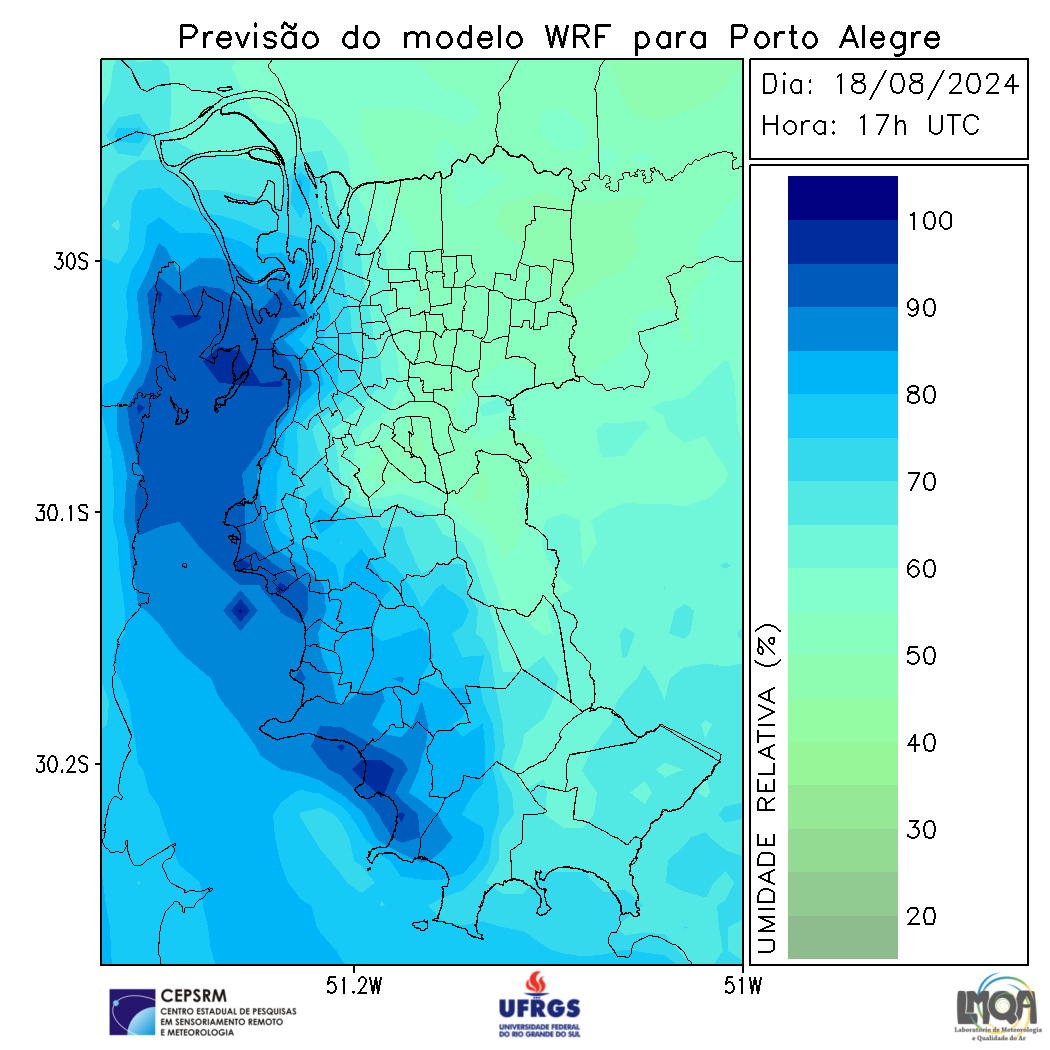 Previsão do modelo WRF para Porto Alegre
Dia: 18/08/2024
Hora: 17h UTC
30S
30.1S
30.2S
51.2W
51W
100
90
80
70
60
50
40
30
20
UMIDADE RELATIVA (%)
CEPSRM
CENTRO ESTADUAL DE PESQUISAS
EM SENSORIAMENTO REMOTO
E METEOROLOGIA
UFRGS
UNIVERSIDADE FEDERAL
DO RIO GRANDE DO SUL
LMQA
Laboratório de Meteorologia
e Qualidade do Ar